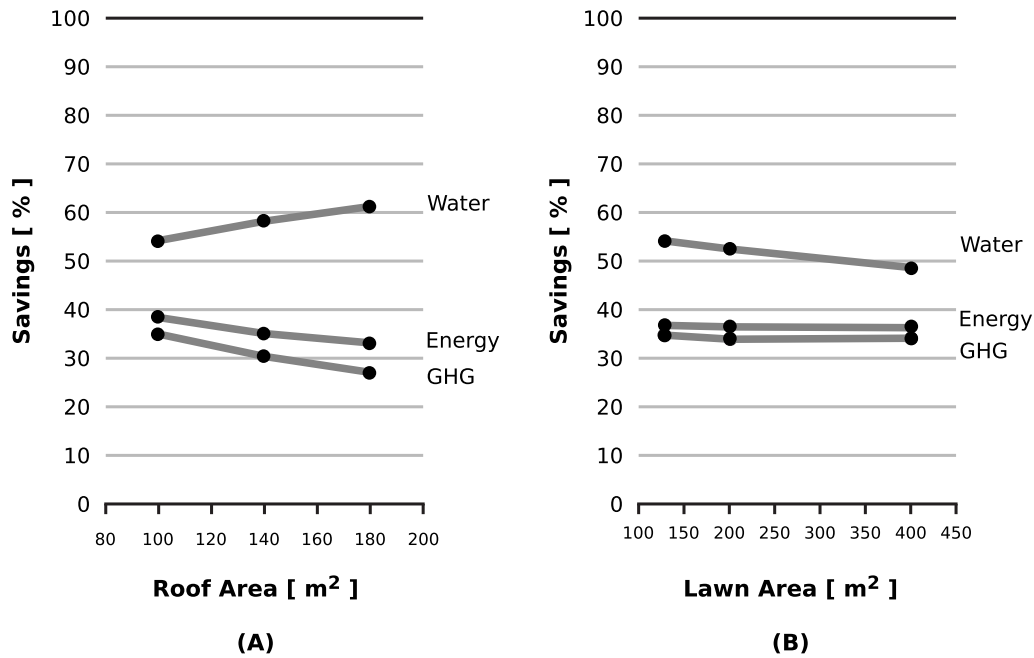 100
90
80
70
60
50
40
30
20
10
0
Savings [ % ]
Water
Energy
GHG
80 100 120 140 160 180 200
Roof Area [ m² ]
(A)
100
90
80
70
60
50
40
30
20
10
0
Savings [ % ]
Water
Energy
GHG
100 150 200 250 300 350 400 450
Lawn Area [ m² ]
(B)